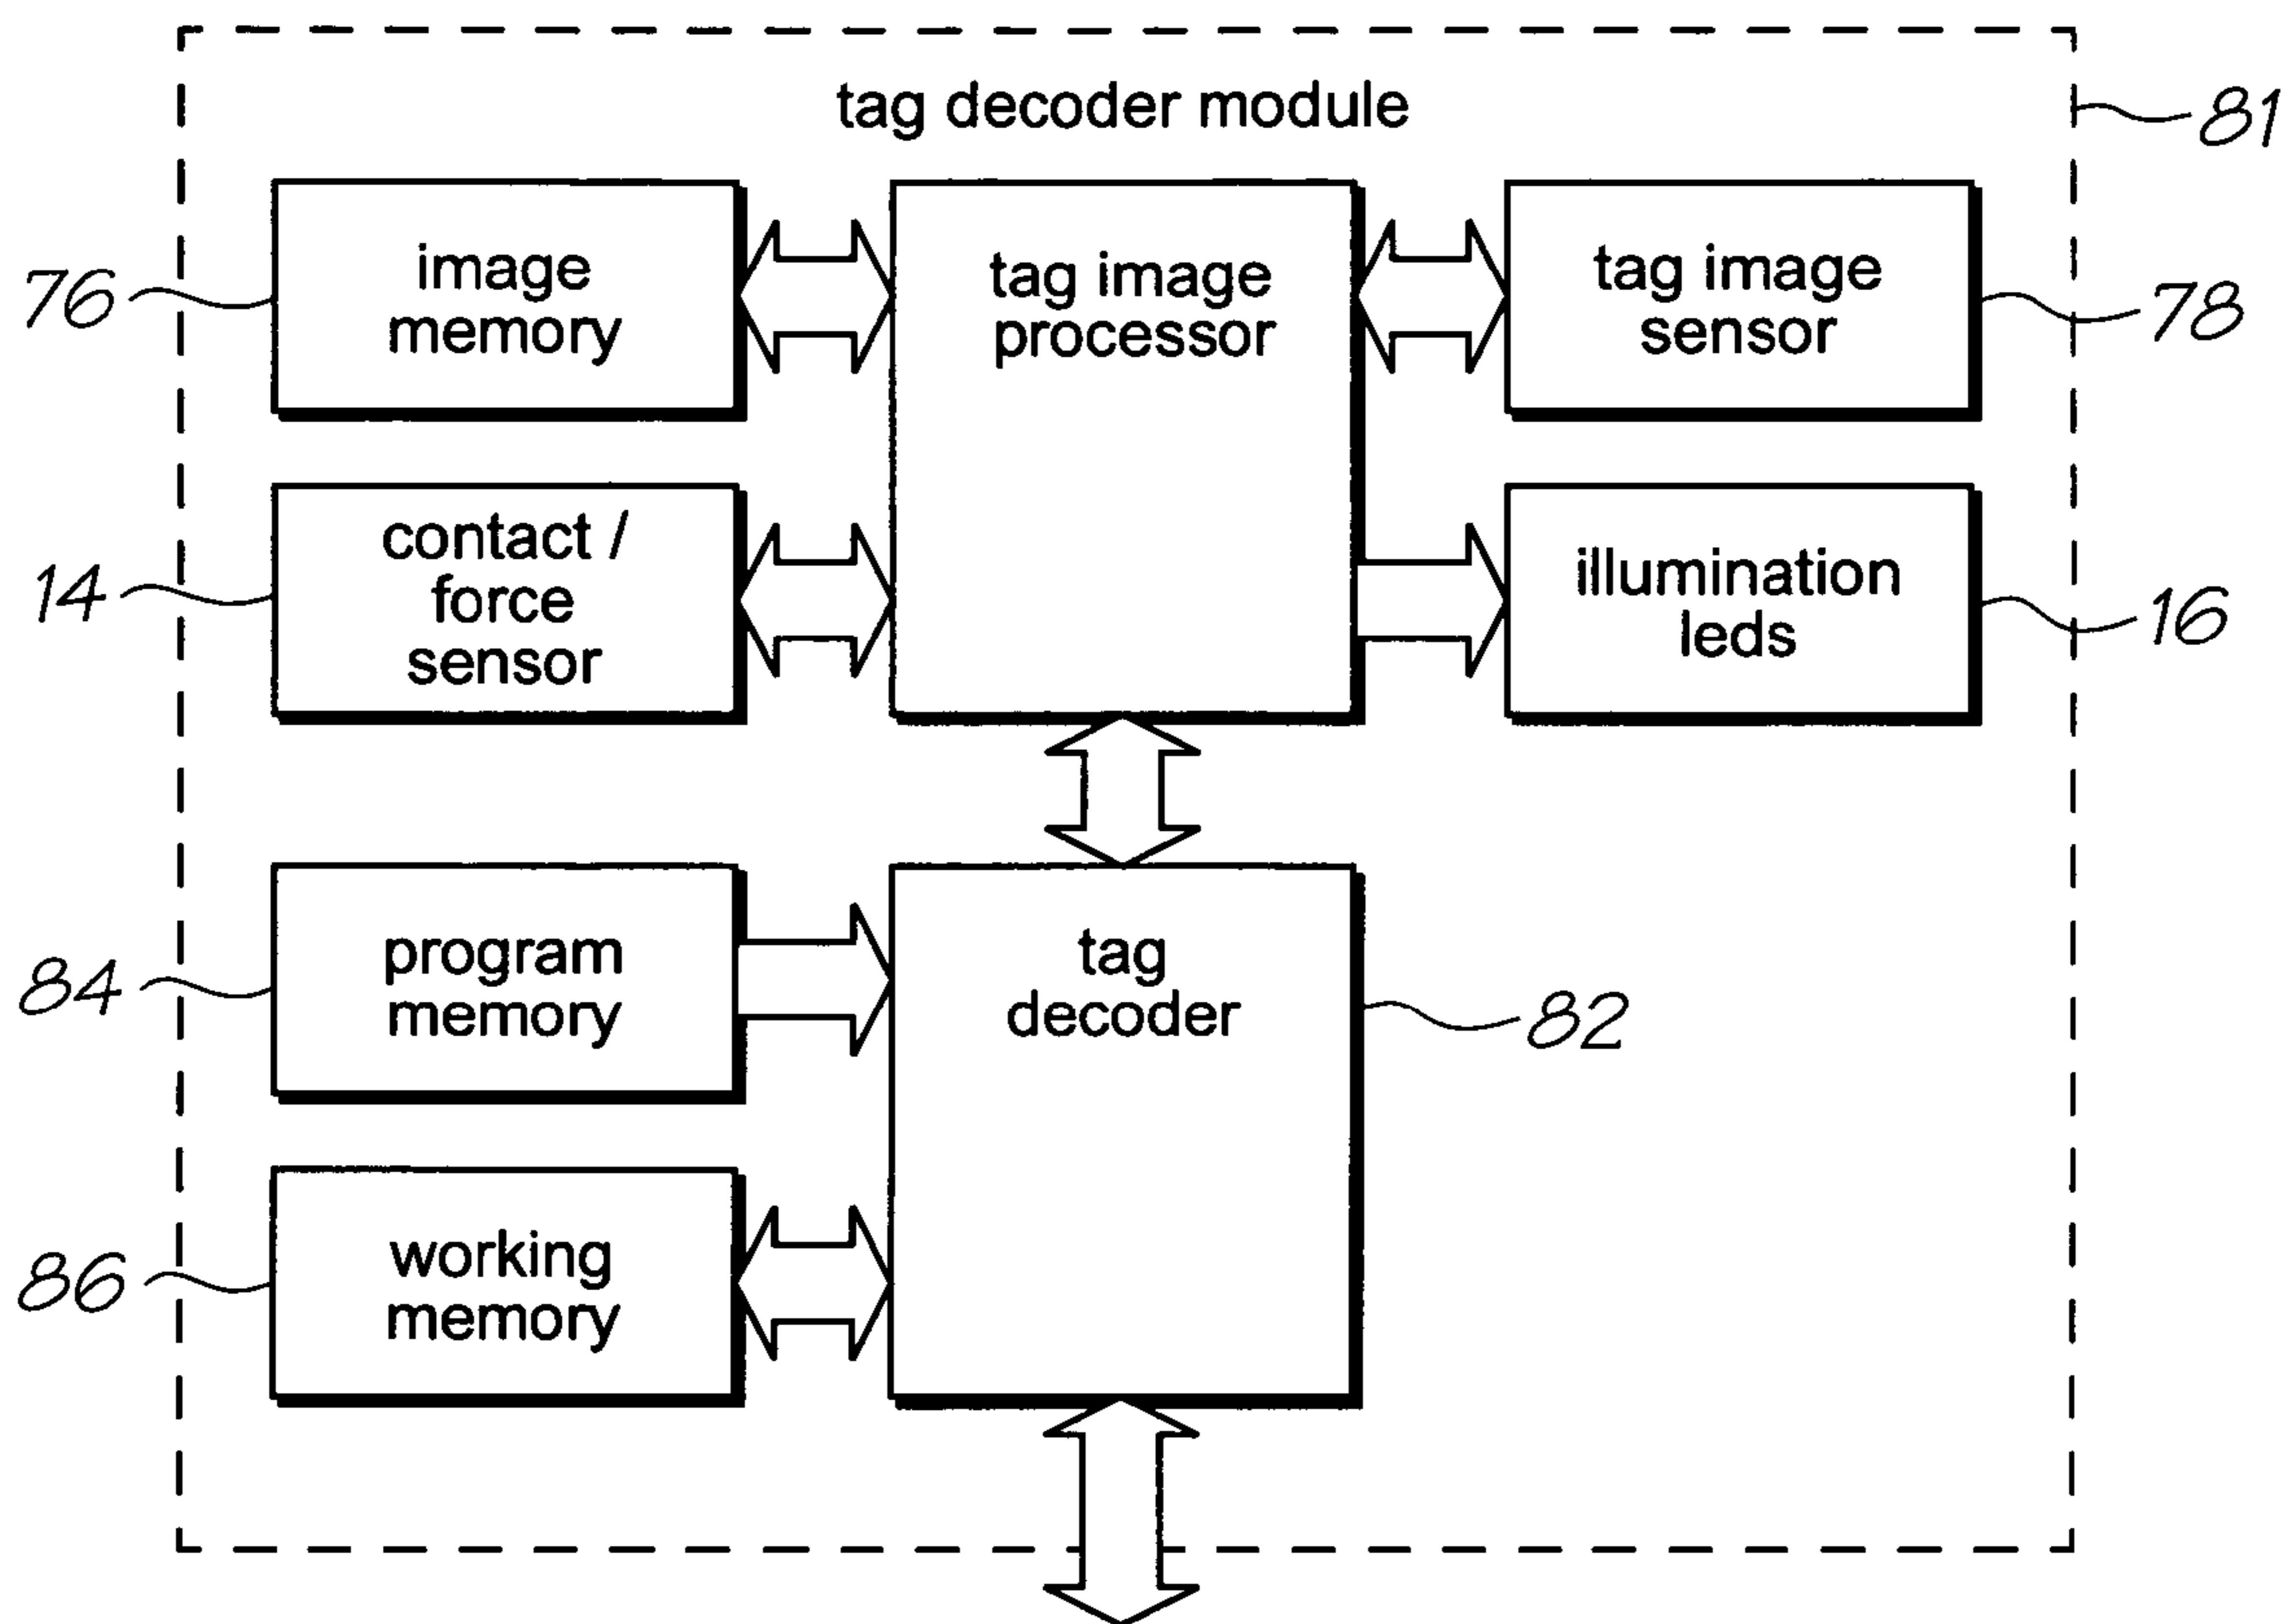 tag decoder module
81
76
image
memory
tag image
processor
tag image
sensor
78
14
contact /
force
sensor
illumination
leds
16
84
program
memory
tag
decoder
82
86
working
memory